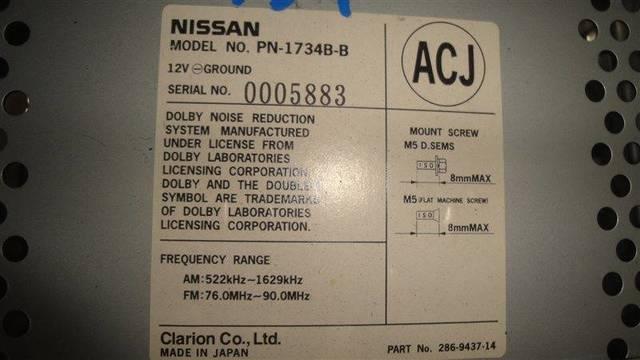 NISSAN
MODEL NO. PN-1734B-B
12V⊖GROUND
SERIAL NO. 0005883
ACJ
DOLBY NOISE REDUCTION
SYSTEM MANUFACTURED
UNDER LICENSE FROM
DOLBY LABORATORIES
LICENSING CORPORATION.
DOLBY AND THE DOUBLE
SYMBOL ARE TRADEMARKS
OF DOLBY LABORATORIES
LICENSING CORPORATION.
MOUNT SCREW
M5 D.SEMS
ISO
8mmMAX
M5 (FLAT MACHINE SCREW)
ISO
8mmMAX
FREQUENCY RANGE
AM:522kHz~1629kHz
FM:76.0MHz~90.0MHz
Clarion Co., Ltd.
MADE IN JAPAN
PART No. 286-9437-14